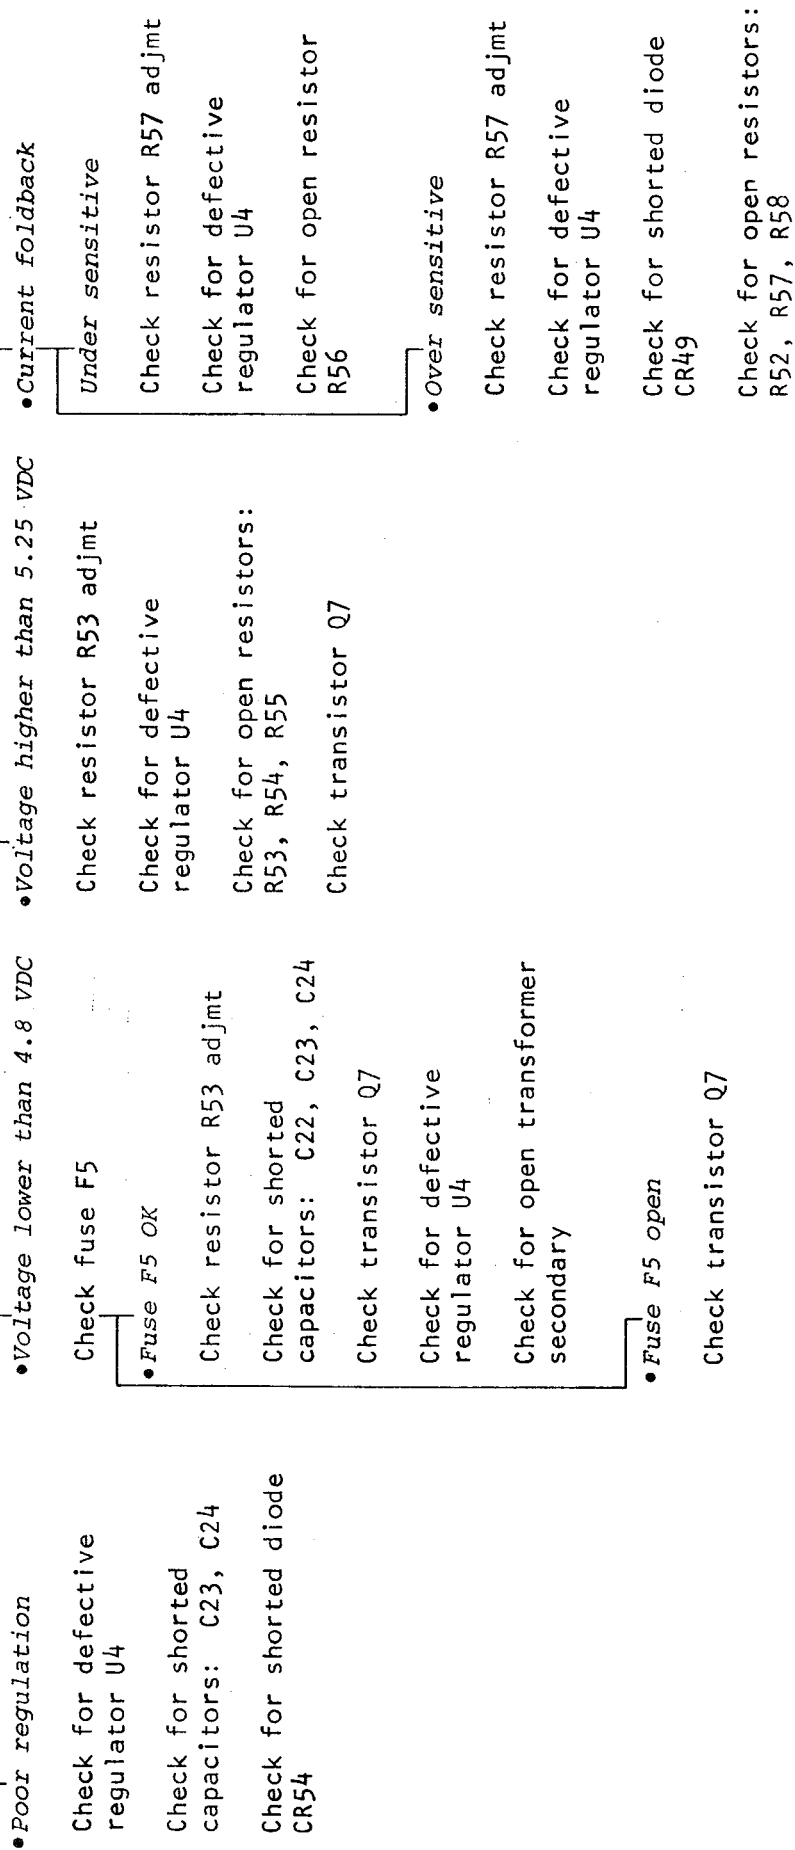 •Poor regulation
Check for defective
regulator U4
Check for shorted
capacitors: C23, C24
Check for shorted diode
CR54
•Voltage lower than 4.8 VDC
Check fuse F5
•Fuse F5 OK
Check resistor R53 adjmt
Check for shorted
capacitors: C22, C23, C24
Check transistor Q7
Check for defective
regulator U4
Check for open transformer
secondary
•Fuse F5 open
Check transistor Q7
•Voltage higher than 5.25 VDC
Check resistor R53 adjmt
Check for defective
regulator U4
Check for open resistors:
R53, R54, R55
Check transistor Q7
•Current foldback
Under sensitive
Check resistor R57 adjmt
Check for defective
regulator U4
Check for open resistor
R56
•Over sensitive
Check resistor R57 adjmt
Check for defective
regulator U4
Check for shorted diode
CR49
Check for open resistors:
R52, R57, R58